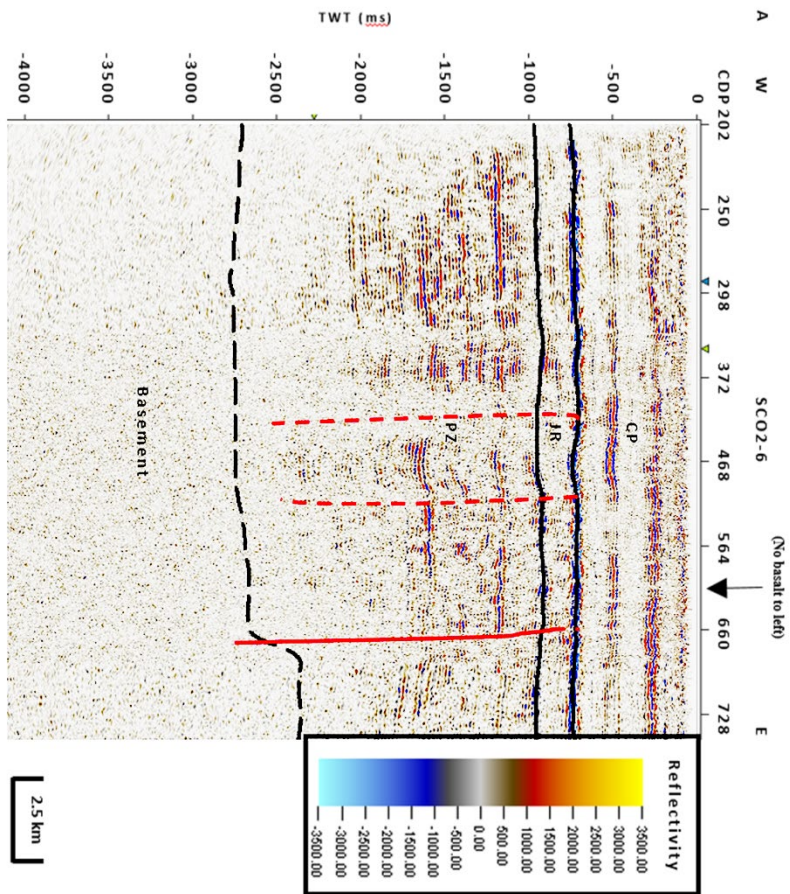 A
W
SCO2-6
(No basalt to left)
E
CDP 202 250 298 372 468 564 660 728
TWT (ms)
0
-500
-1000
-1500
-2000
-2500
-3000
-3500
-4000
CP
JR
PZ
Basement
Reflectivity
3500.00
3000.00
2500.00
2000.00
1500.00
1000.00
500.00
0.00
-500.00
-1000.00
-1500.00
-2000.00
-2500.00
-3000.00
-3500.00
2.5 km